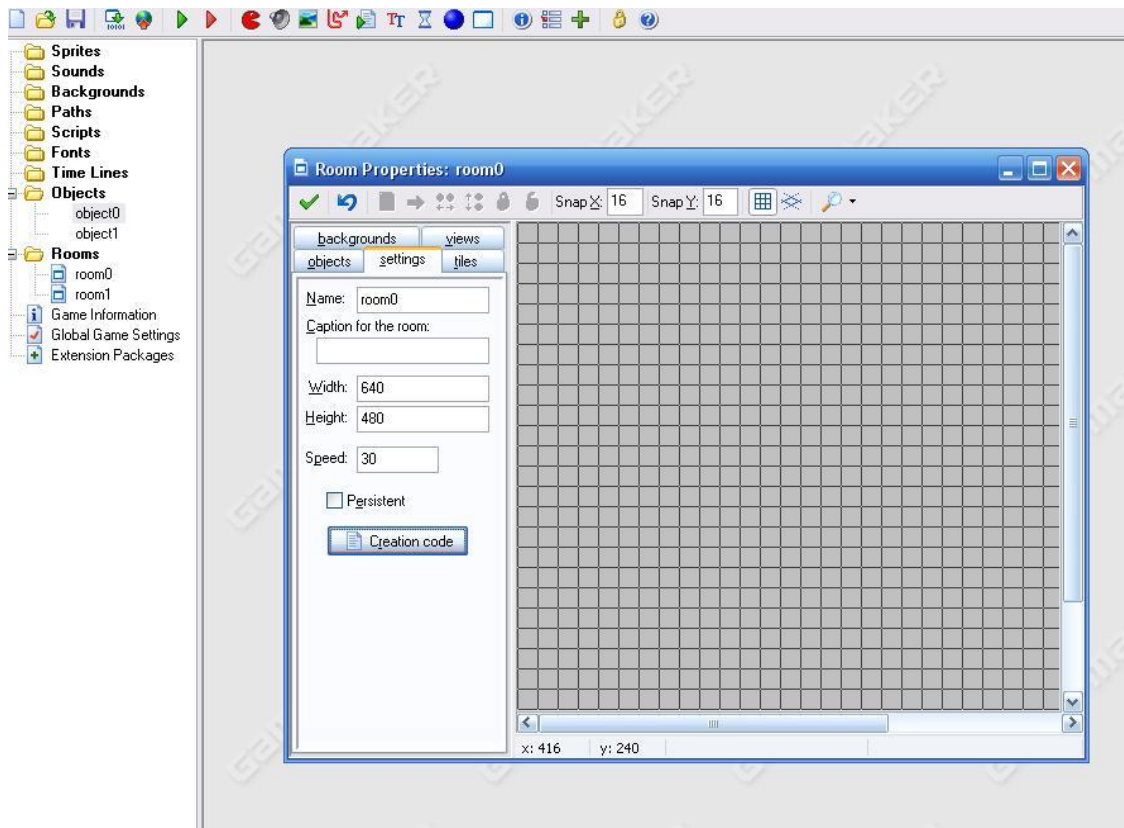 Sprites
Sounds
Backgrounds
Paths
Scripts
Fonts
Time Lines
Objects
object0
object1
Rooms
room0
room1
Game Information
Global Game Settings
Extension Packages
Room Properties: room0
Snap X: 16 Snap Y: 16
backgrounds views
objects settings tiles
Name: room0
Caption for the room:
Width: 640
Height: 480
Speed: 30
Persistent
Creation code
x: 416 y: 240